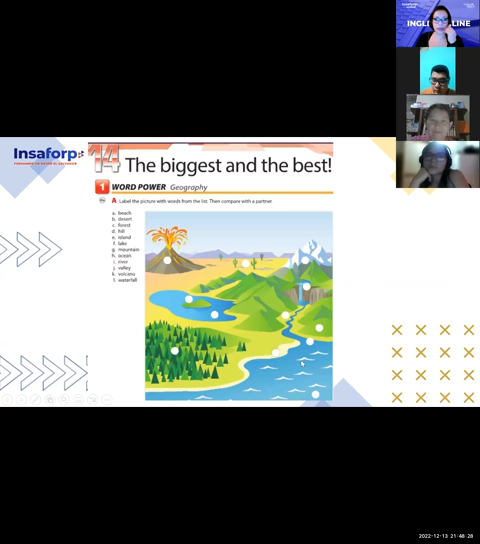 INGL LINE
Insaforp
14 The biggest and the best!
1 WORD POWER Geography
A Label the picture with words from the list. Then compare with a partner.
a. beach
b. desert
c. forest
d. hill
e. island
f. lake
g. mountain
h. ocean
i. river
j. valley
k. volcano
l. waterfall
2022-12-13 21:48:28